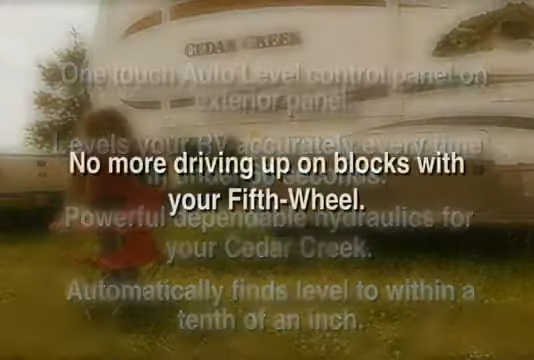 CEDAR CREEK
One touch Auto Level control panel on
exterior panel.
Levels your RV accurately every time
seconds.
No more driving up on blocks with
your Fifth-Wheel.
Powerful dependable hydraulics for
your Cedar Creek.
Automatically finds level to within a
tenth of an inch.